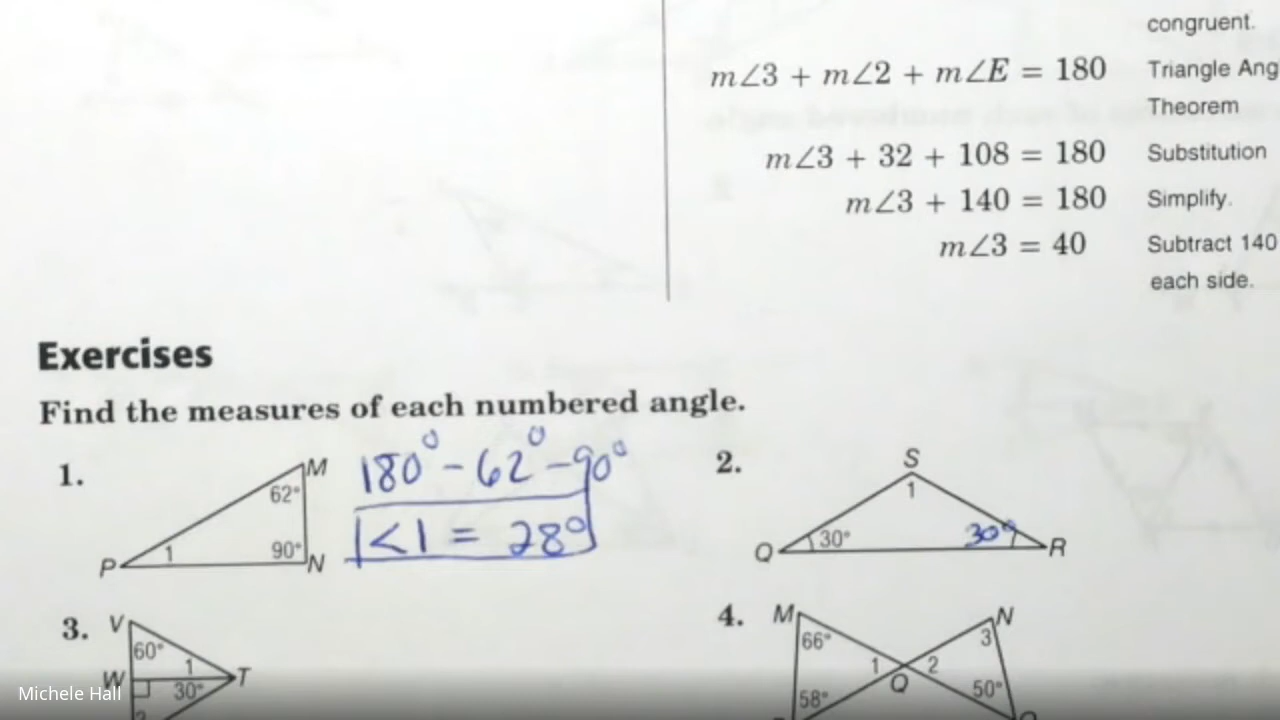 congruent.
m∠3 + m∠2 + m∠E = 180 Triangle Ang
Theorem
m∠3 + 32 + 108 = 180 Substitution
m∠3 + 140 = 180 Simplify.
m∠3 = 40 Subtract 140
each side.
Exercises
Find the measures of each numbered angle.
1.
M
62°
P
1
90°
N
180° - 62° - 90°
<1 = 28°
2.
S
1
Q
30°
30°
R
3.
V
60°
1
W
30°
T
4.
M
66°
N
3
1
2
Q
58°
50°
Michele Hall